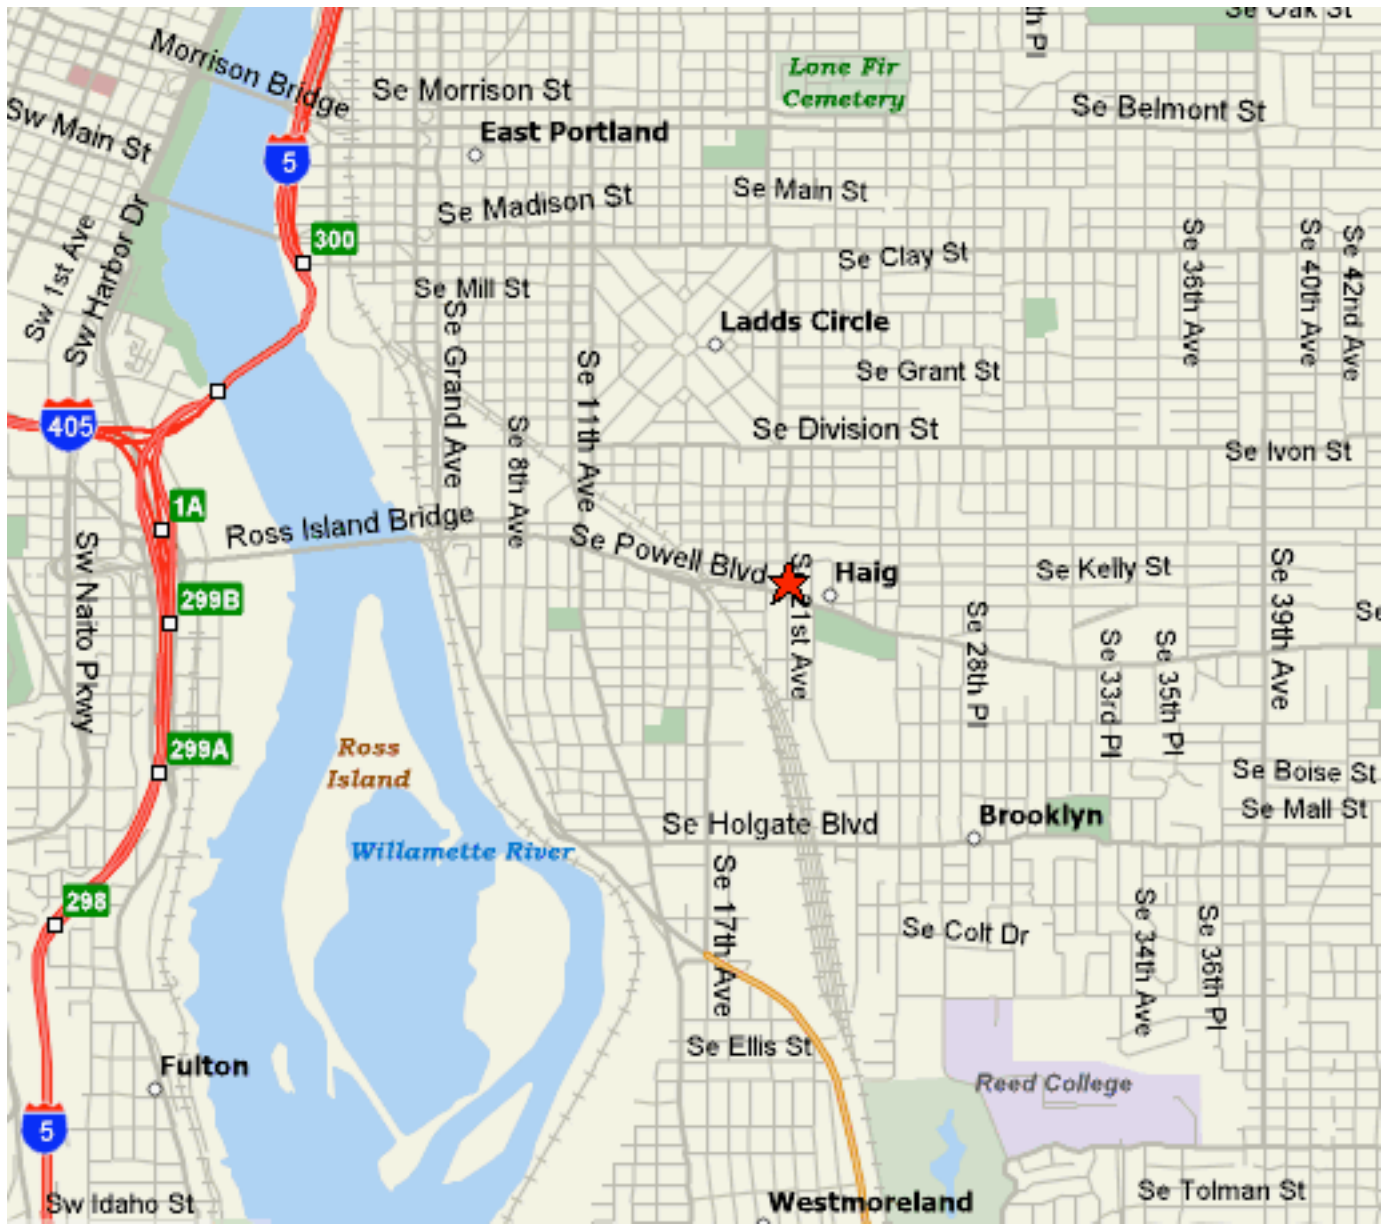 Se Oak St
th Pl
Morrison Bridge
Se Morrison St
Lone Fir
Cemetery
Se Belmont St
Sw Main St
East Portland
5
Se Main St
Se Madison St
Sw 1st Ave
Sw Harbor Dr
300
Se Clay St
Se 36th Ave
Se 40th Ave
Se 42nd Ave
Se Mill St
Ladds Circle
Se Grand Ave
Se 11th Ave
Se Grant St
405
Se 8th Ave
Se Division St
Se Ivon St
1A
Ross Island Bridge
Sw Naito Pkwy
Se Powell Blvd
Se 21st Ave
Haig
Se Kelly St
Se 39th Ave
299B
Se 28th Pl
Se 33rd Pl
Se 35th Pl
Se
299A
Ross
Island
Se Boise St
Se Mall St
Brooklyn
Se Holgate Blvd
Willamette River
Se 17th Ave
298
Se Colt Dr
Se 34th Ave
Se 36th Pl
Se Ellis St
Fulton
Reed College
5
Sw Idaho St
Westmoreland
Se Tolman St